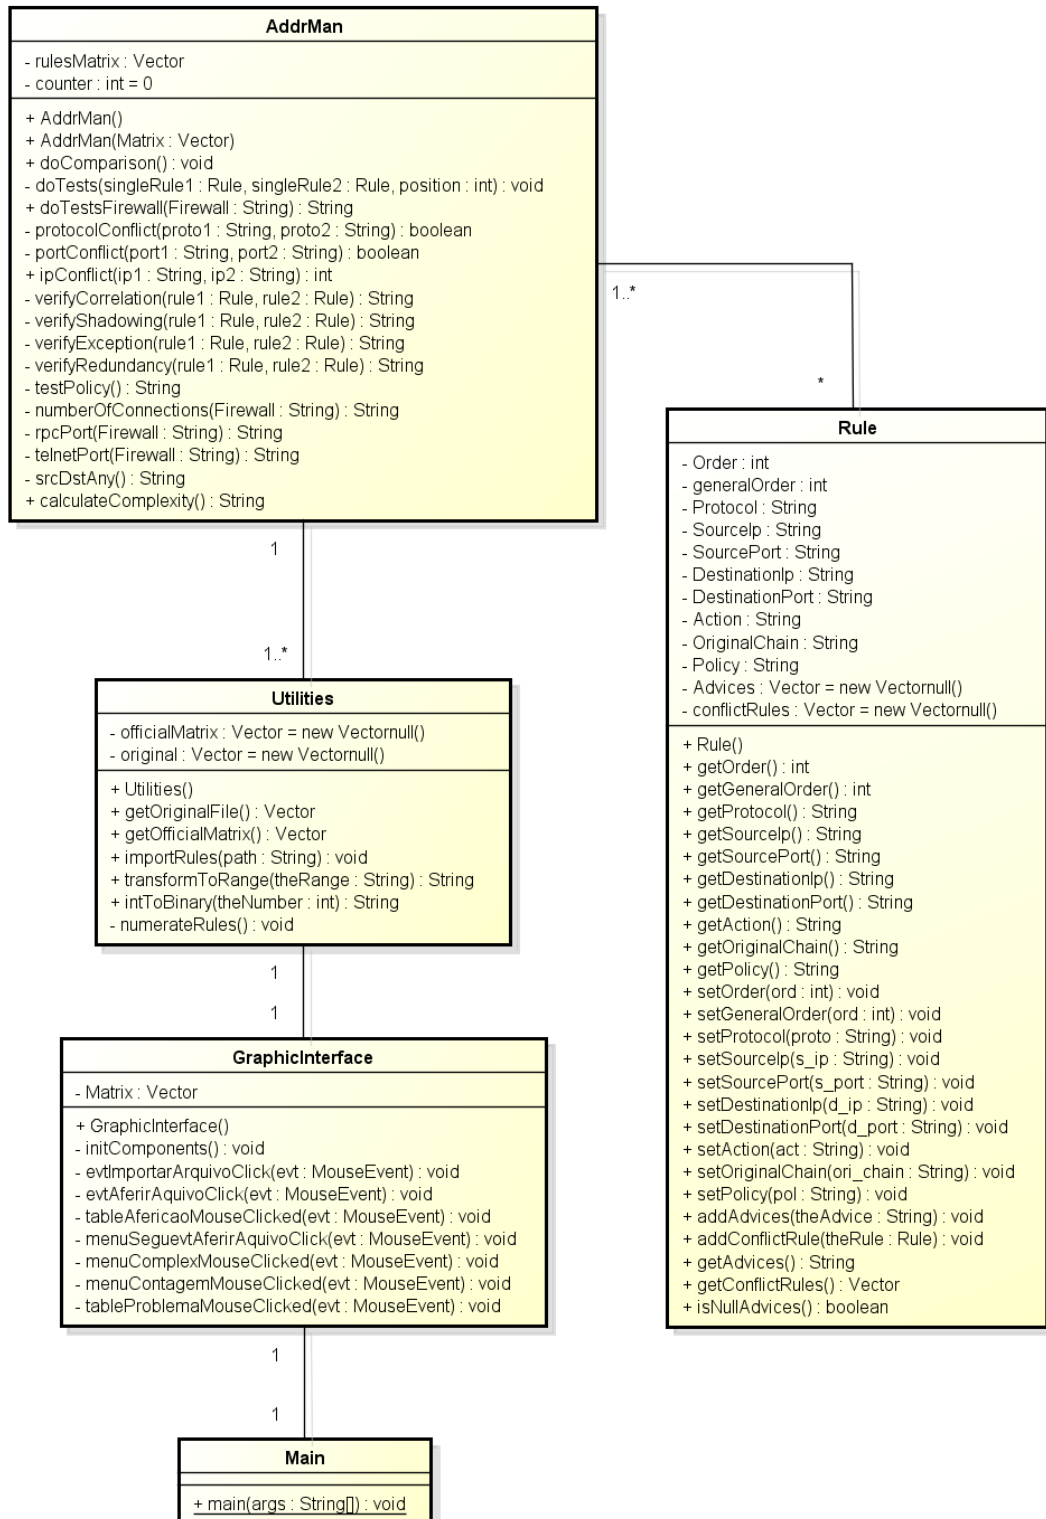 AddrMan
- rulesMatrix : Vector
- counter : int = 0
+ AddrMan()
+ AddrMan(Matrix : Vector)
+ doComparison() : void
- doTests(singleRule1 : Rule, singleRule2 : Rule, position : int) : void
+ doTestsFirewall(Firewall : String) : String
- protocolConflict(proto1 : String, proto2 : String) : boolean
- portConflict(port1 : String, port2 : String) : boolean
+ ipConflict(ip1 : String, ip2 : String) : int
- verifyCorrelation(rule1 : Rule, rule2 : Rule) : String
- verifyShadowing(rule1 : Rule, rule2 : Rule) : String
- verifyException(rule1 : Rule, rule2 : Rule) : String
- verifyRedundancy(rule1 : Rule, rule2 : Rule) : String
- testPolicy() : String
- numberOfConnections(Firewall : String) : String
- rpcPort(Firewall : String) : String
- telnetPort(Firewall : String) : String
- srcDstAny() : String
+ calculateComplexity() : String
1..*
*
1
1..*
Utilities
- officialMatrix : Vector = new Vectornull()
- original : Vector = new Vectornull()
+ Utilities()
+ getOriginalFile() : Vector
+ getOfficialMatrix() : Vector
+ importRules(path : String) : void
+ transformToRange(theRange : String) : String
+ intToBinary(theNumber : int) : String
- numerateRules() : void
1
1
GraphicInterface
- Matrix : Vector
+ GraphicInterface()
- initComponents() : void
- evtImportarArquivoClick(evt : MouseEvent) : void
- evtAferirAquivoClick(evt : MouseEvent) : void
- tableAfericaoMouseClicked(evt : MouseEvent) : void
- menuSeguevtAferirAquivoClick(evt : MouseEvent) : void
- menuComplexMouseClicked(evt : MouseEvent) : void
- menuContagemMouseClicked(evt : MouseEvent) : void
- tableProblemaMouseClicked(evt : MouseEvent) : void
1
1
Main
+ main(args : String[]) : void
Rule
- Order : int
- generalOrder : int
- Protocol : String
- SourceIp : String
- SourcePort : String
- DestinationIp : String
- DestinationPort : String
- Action : String
- OriginalChain : String
- Policy : String
- Advices : Vector = new Vectornull()
- conflictRules : Vector = new Vectornull()
+ Rule()
+ getOrder() : int
+ getGeneralOrder() : int
+ getProtocol() : String
+ getSourceIp() : String
+ getSourcePort() : String
+ getDestinationIp() : String
+ getDestinationPort() : String
+ getAction() : String
+ getOriginalChain() : String
+ getPolicy() : String
+ setOrder(ord : int) : void
+ setGeneralOrder(ord : int) : void
+ setProtocol(proto : String) : void
+ setSourceIp(s_ip : String) : void
+ setSourcePort(s_port : String) : void
+ setDestinationIp(d_ip : String) : void
+ setDestinationPort(d_port : String) : void
+ setAction(act : String) : void
+ setOriginalChain(ori_chain : String) : void
+ setPolicy(pol : String) : void
+ addAdvices(theAdvice : String) : void
+ addConflictRule(theRule : Rule) : void
+ getAdvices() : String
+ getConflictRules() : Vector
+ isNullAdvices() : boolean